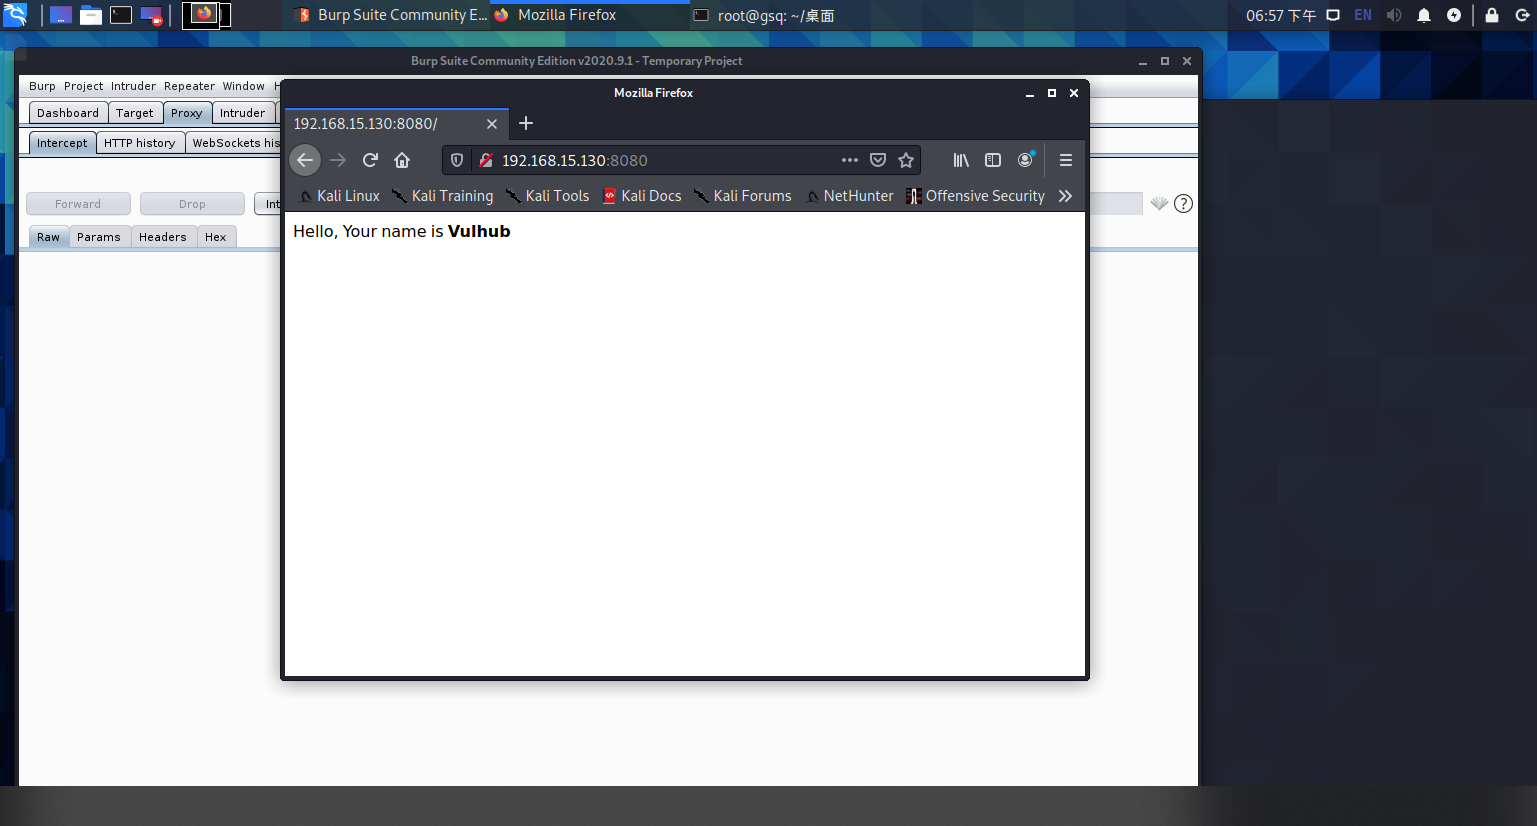 Burp Suite Community E...
Mozilla Firefox
root@gsq: ~/桌面
06:57 下午
EN
Burp Suite Community Edition v2020.9.1 - Temporary Project
Burp Project Intruder Repeater Window H
Mozilla Firefox
Dashboard Target Proxy Intruder
192.168.15.130:8080/
Intercept HTTP history WebSockets his
192.168.15.130:8080
Kali Linux Kali Training Kali Tools Kali Docs Kali Forums NetHunter Offensive Security
Forward Drop Int
Raw Params Headers Hex
Hello, Your name is Vulhub